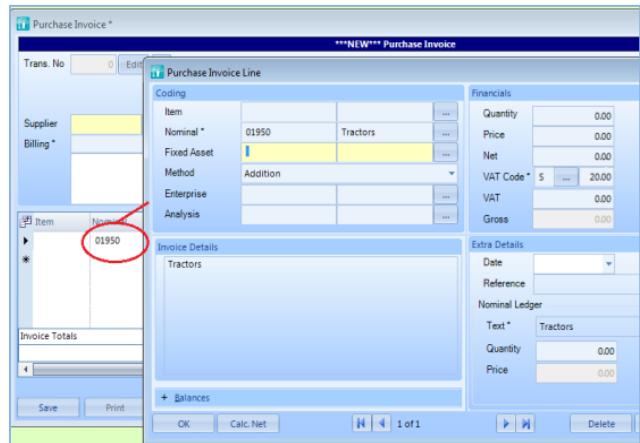 Purchase Invoice *
***NEW*** Purchase Invoice
Trans. No 0 Edit
Supplier
Billing *
Item Nominal
01950
Invoice Totals
Save Print
Purchase Invoice Line
Coding
Item
Nominal * 01950 Tractors ...
Fixed Asset ...
Method Addition
Enterprise ...
Analysis ...
Invoice Details
Tractors
+ Balances
OK Calc. Net 1 of 1 Delete
Financials
Quantity 0.00
Price 0.00
Net 0.00
VAT Code * S ... 20.00
VAT 0.00
Gross 0.00
Extra Details
Date
Reference
Nominal Ledger
Text * Tractors
Quantity 0.00
Price 0.00